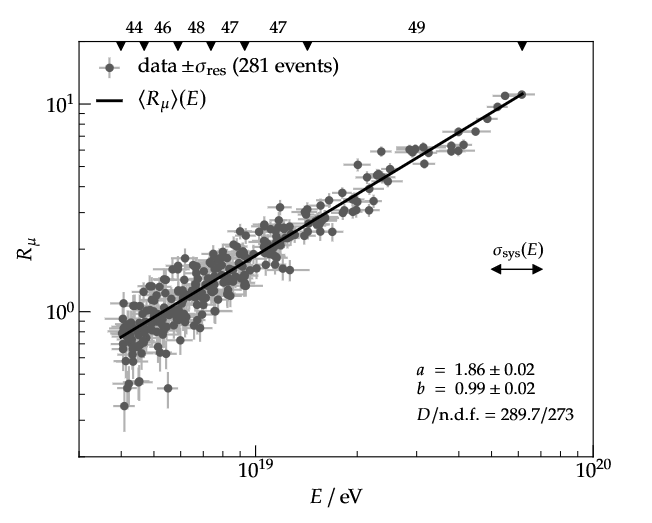 44 46 48 47 47 49
data ±σres (281 events)
⟨Rμ⟩(E)
10¹
Rμ
σsys(E)
10⁰
a = 1.86 ± 0.02
b = 0.99 ± 0.02
D/n.d.f. = 289.7/273
10¹⁹ 10²⁰
E / eV